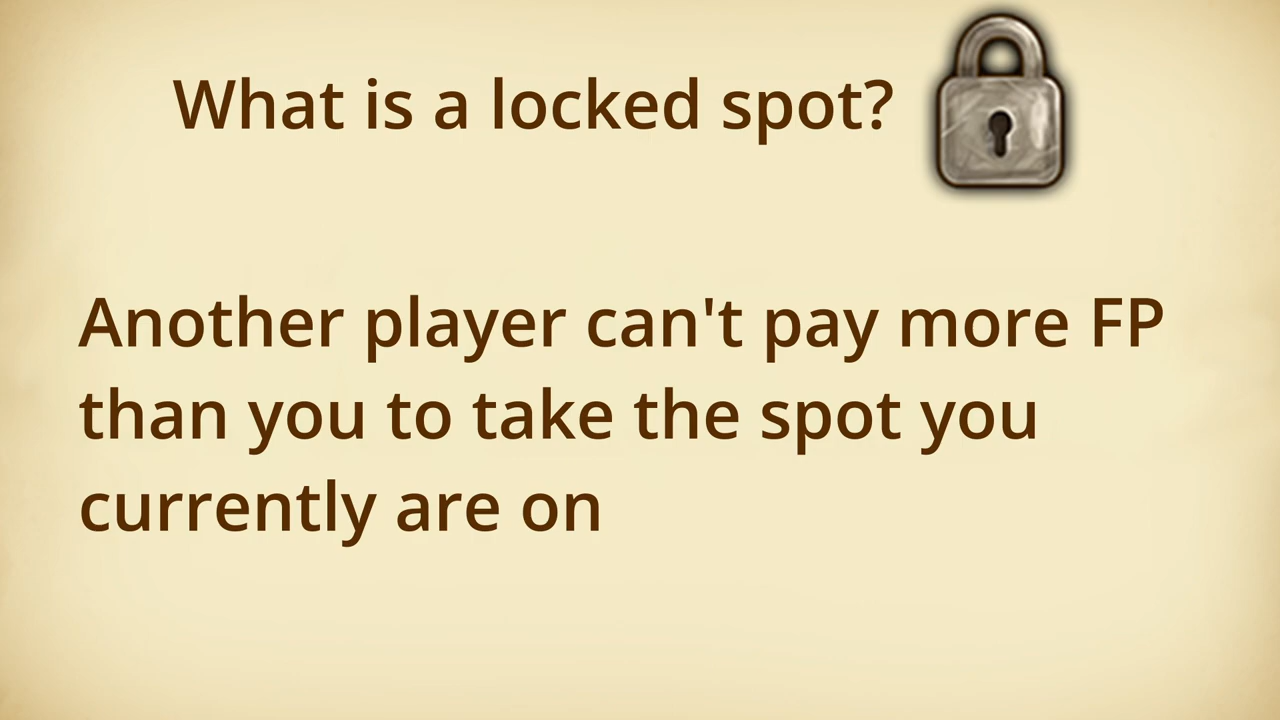 What is a locked spot?
Another player can't pay more FP
than you to take the spot you
currently are on